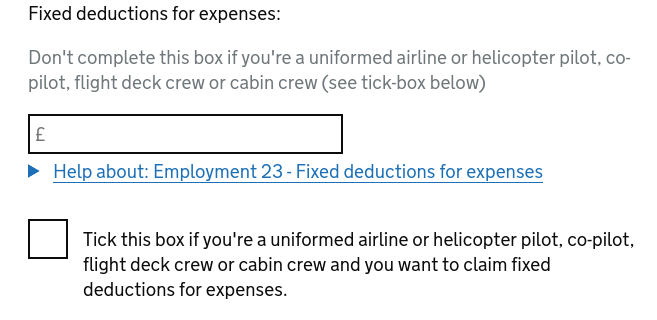 Fixed deductions for expenses:
Don't complete this box if you're a uniformed airline or helicopter pilot, co-
pilot, flight deck crew or cabin crew (see tick-box below)
£
Help about: Employment 23 - Fixed deductions for expenses
Tick this box if you're a uniformed airline or helicopter pilot, co-pilot,
flight deck crew or cabin crew and you want to claim fixed
deductions for expenses.